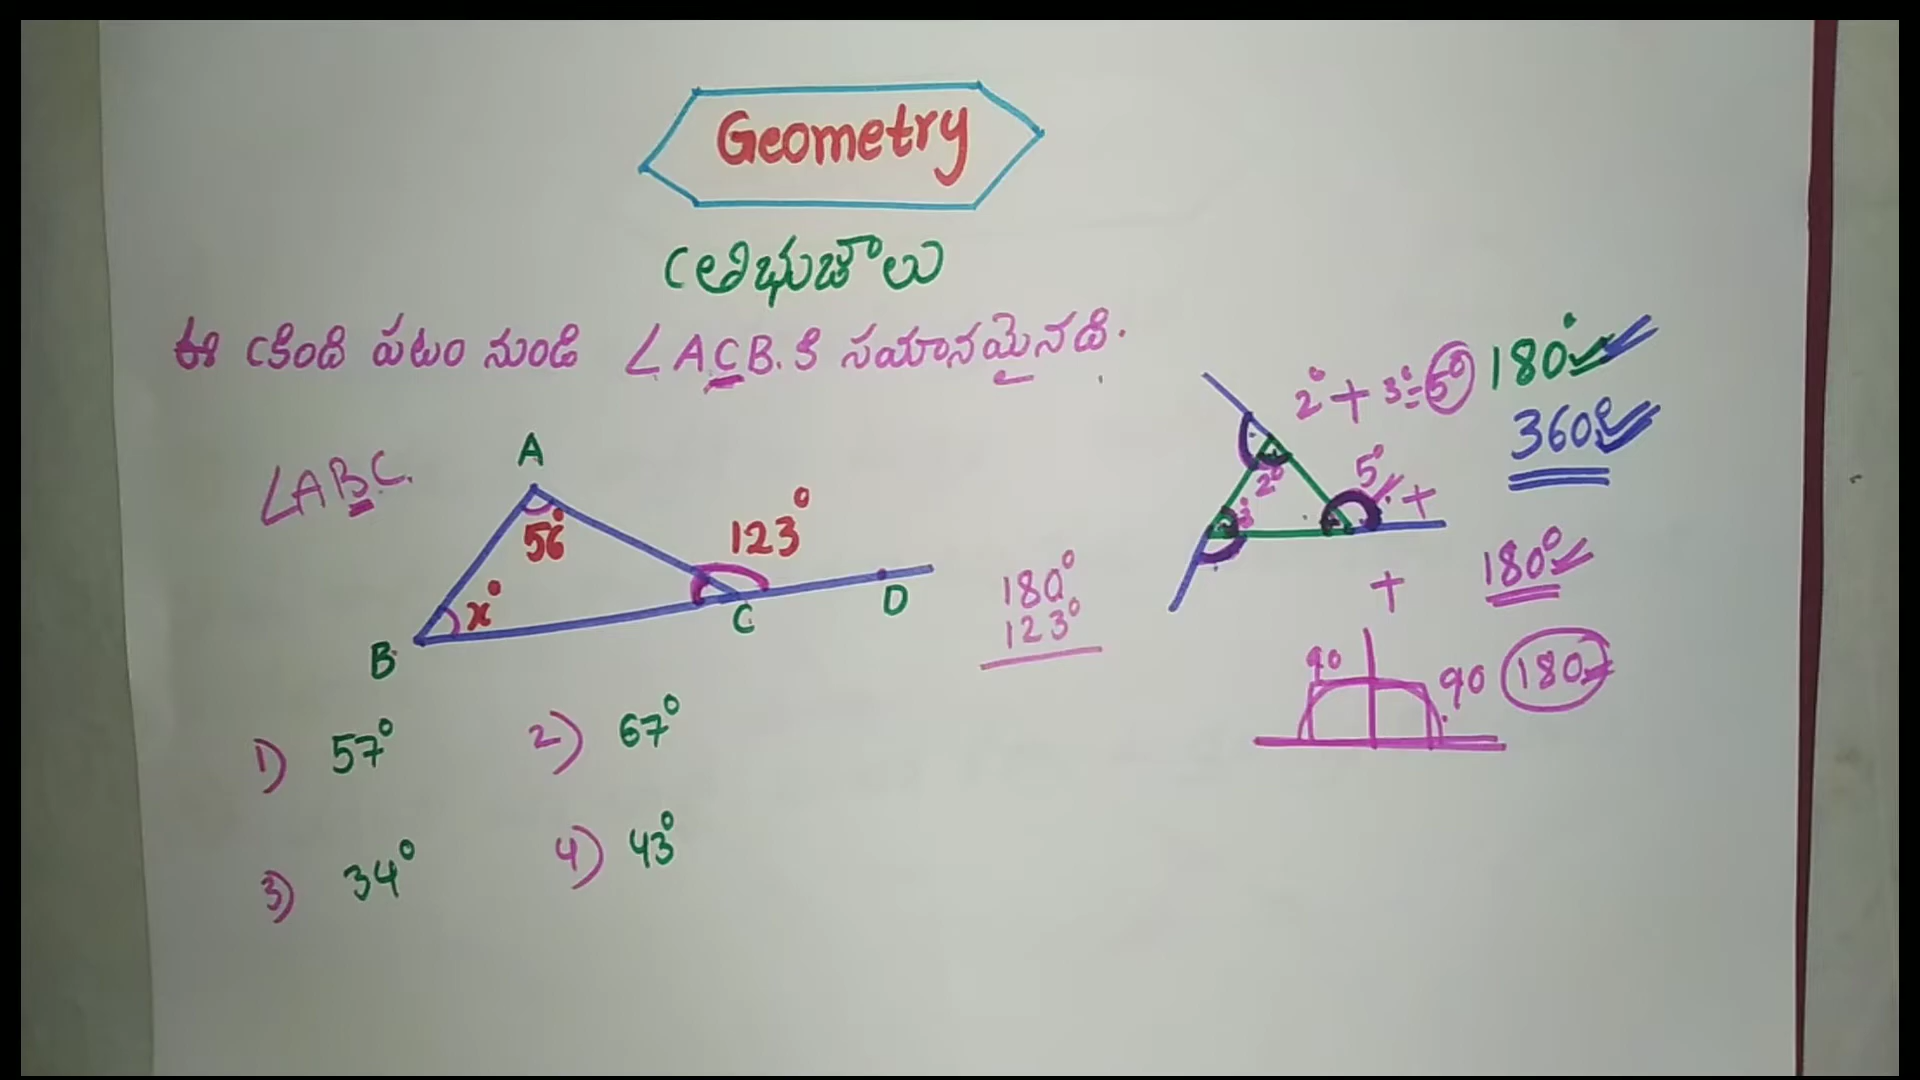 Geometry
త్రిభుజాలు
ఈ క్రింది పటం నుండి ∠ACB. కి సమానమైనది.
∠ABC.
A
56°
123°
x°
B
C
D
180°
123°
1) 57°
2) 67°
3) 34°
4) 43°
2° + 3° = 5°
180°
360°
2°
3°
5°
+
180°
+
90
90
180